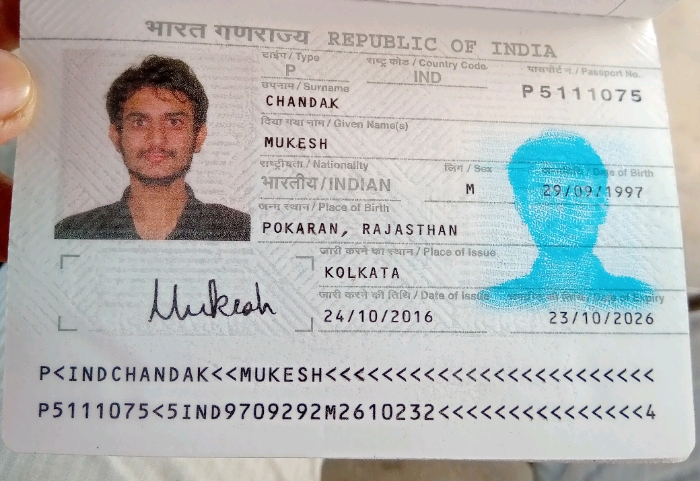 भारत गणराज्य REPUBLIC OF INDIA
टाईप / Type राष्ट्र कोड / Country Code पासपोर्ट न. / Passport No.
P IND P5111075
उपनाम / Surname
CHANDAK
दिया गया नाम / Given Name(s)
MUKESH
राष्ट्रीयता / Nationality लिंग / Sex जन्मतिथि / Date of Birth
भारतीय / INDIAN M 29/09/1997
जन्म स्थान / Place of Birth
POKARAN, RAJASTHAN
जारी करने का स्थान / Place of Issue
KOLKATA
जारी करने की तिथि / Date of Issue / Date of Expiry
24/10/2016 23/10/2026
Mukesh
P<INDCHANDAK<<MUKESH<<<<<<<<<<<<<<<<<<<<<<<<
P5111075<5IND9709292M2610232<<<<<<<<<<<<<<<4